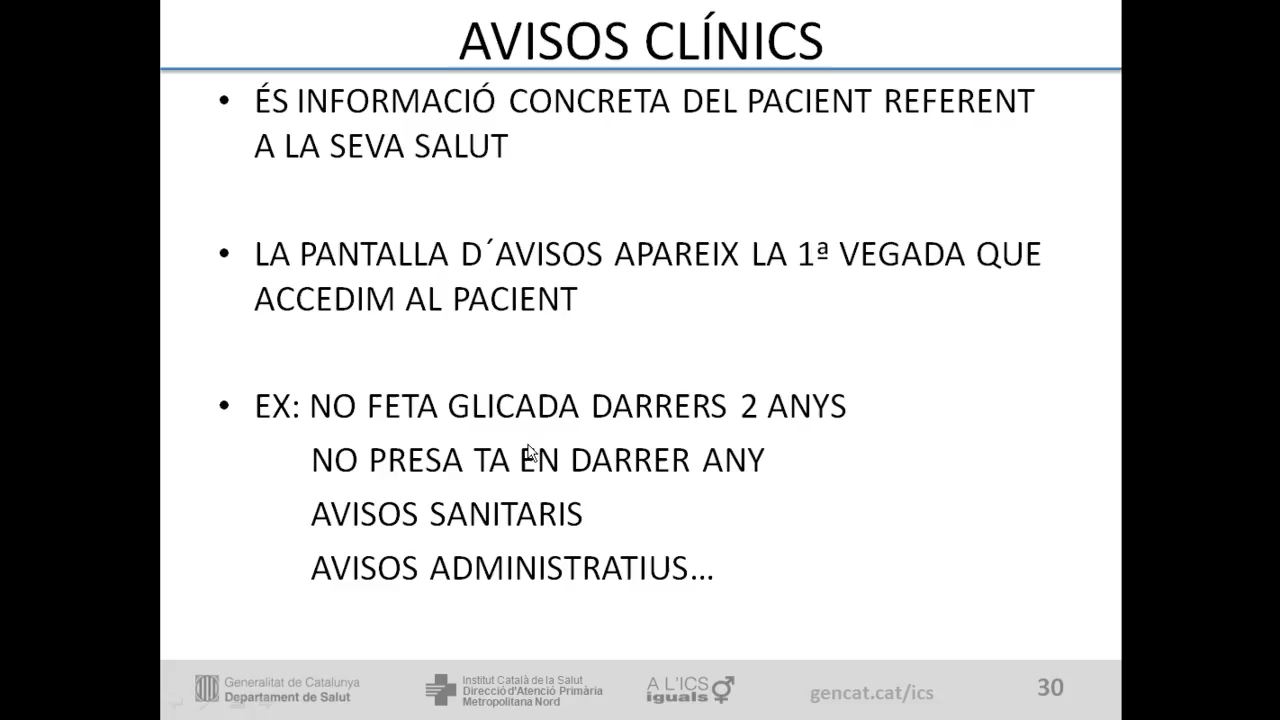 AVISOS CLÍNICS
• ÉS INFORMACIÓ CONCRETA DEL PACIENT REFERENT
A LA SEVA SALUT
• LA PANTALLA D´AVISOS APAREIX LA 1ª VEGADA QUE
ACCEDIM AL PACIENT
• EX: NO FETA GLICADA DARRERS 2 ANYS
NO PRESA TA EN DARRER ANY
AVISOS SANITARIS
AVISOS ADMINISTRATIUS…
Generalitat de Catalunya
Departament de Salut
Institut Català de la Salut
Direcció d'Atenció Primària
Metropolitana Nord
A L'ICS
iguals
gencat.cat/ics
30